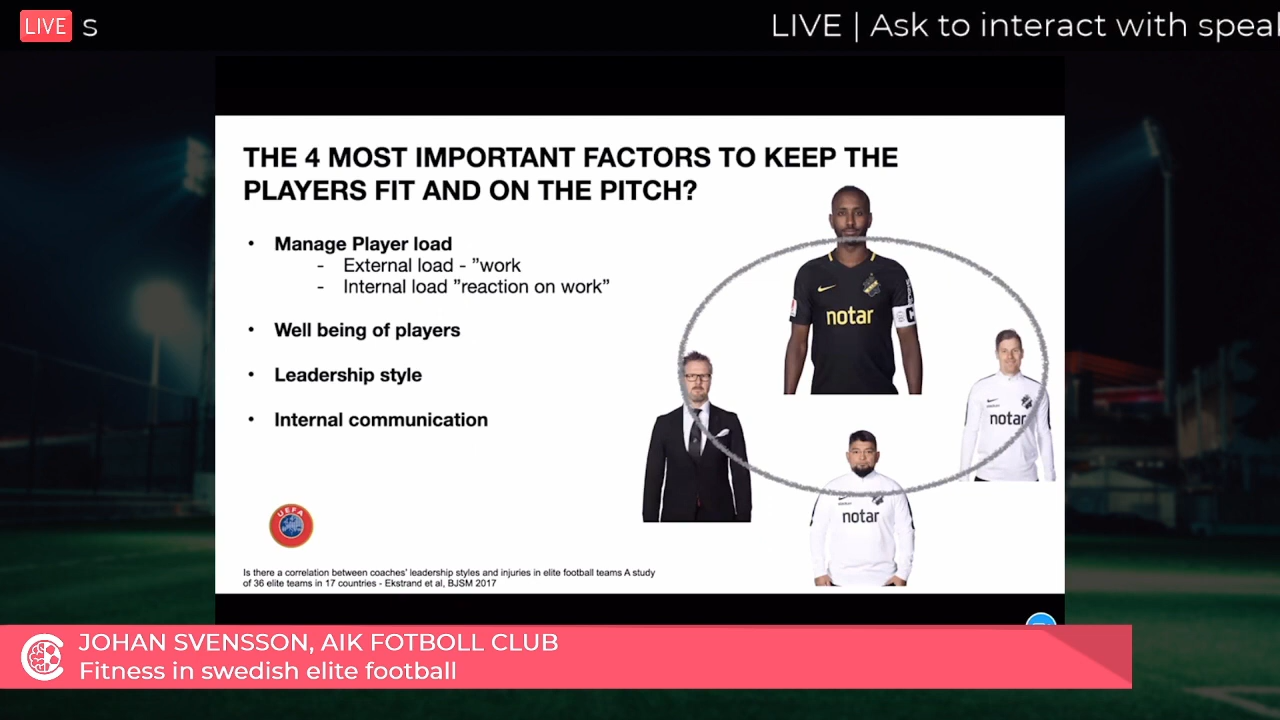 LIVE
s
LIVE | Ask to interact with speak
THE 4 MOST IMPORTANT FACTORS TO KEEP THE
PLAYERS FIT AND ON THE PITCH?
• Manage Player load
- External load - ”work
- Internal load ”reaction on work”
• Well being of players
• Leadership style
• Internal communication
notar
notar
notar
UEFA
Is there a correlation between coaches’ leadership styles and injuries in elite football teams A study
of 36 elite teams in 17 countries - Ekstrand et al, BJSM 2017
JOHAN SVENSSON, AIK FOTBOLL CLUB
Fitness in swedish elite football